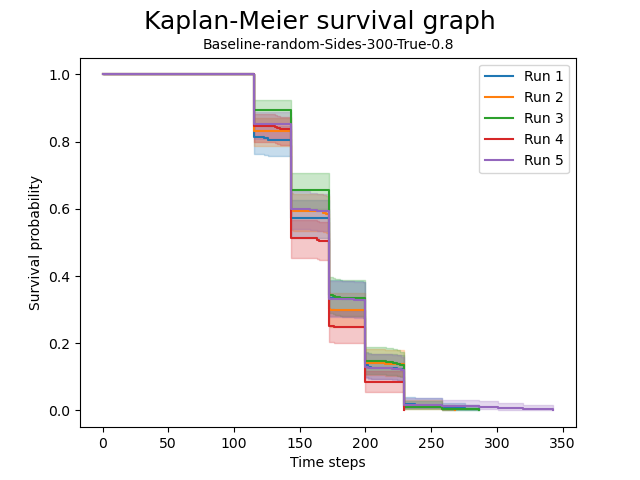 Kaplan-Meier survival graph
Baseline-random-Sides-300-True-0.8
Survival probability
1.0
0.8
0.6
0.4
0.2
0.0
Run 1
Run 2
Run 3
Run 4
Run 5
0 50 100 150 200 250 300 350
Time steps